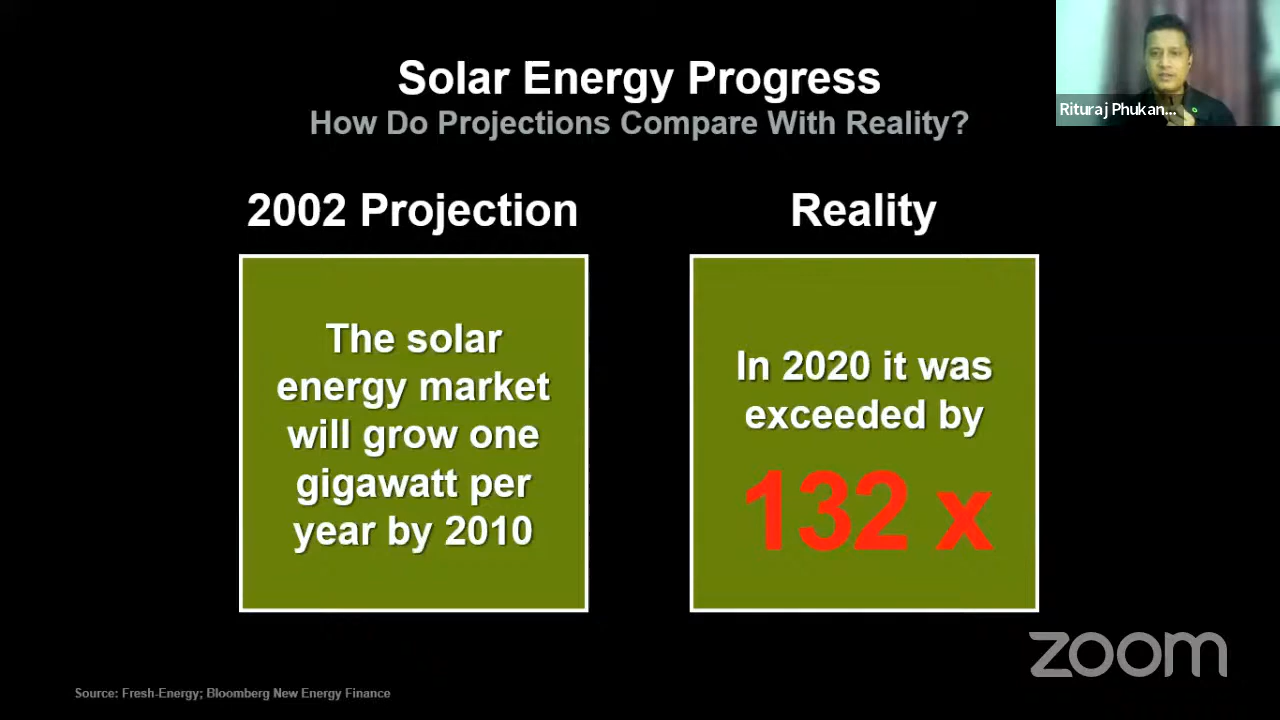 Solar Energy Progress
How Do Projections Compare With Reality?
Rituraj Phukan...
2002 Projection
The solar
energy market
will grow one
gigawatt per
year by 2010
Reality
In 2020 it was
exceeded by
132 x
zoom
Source: Fresh-Energy; Bloomberg New Energy Finance